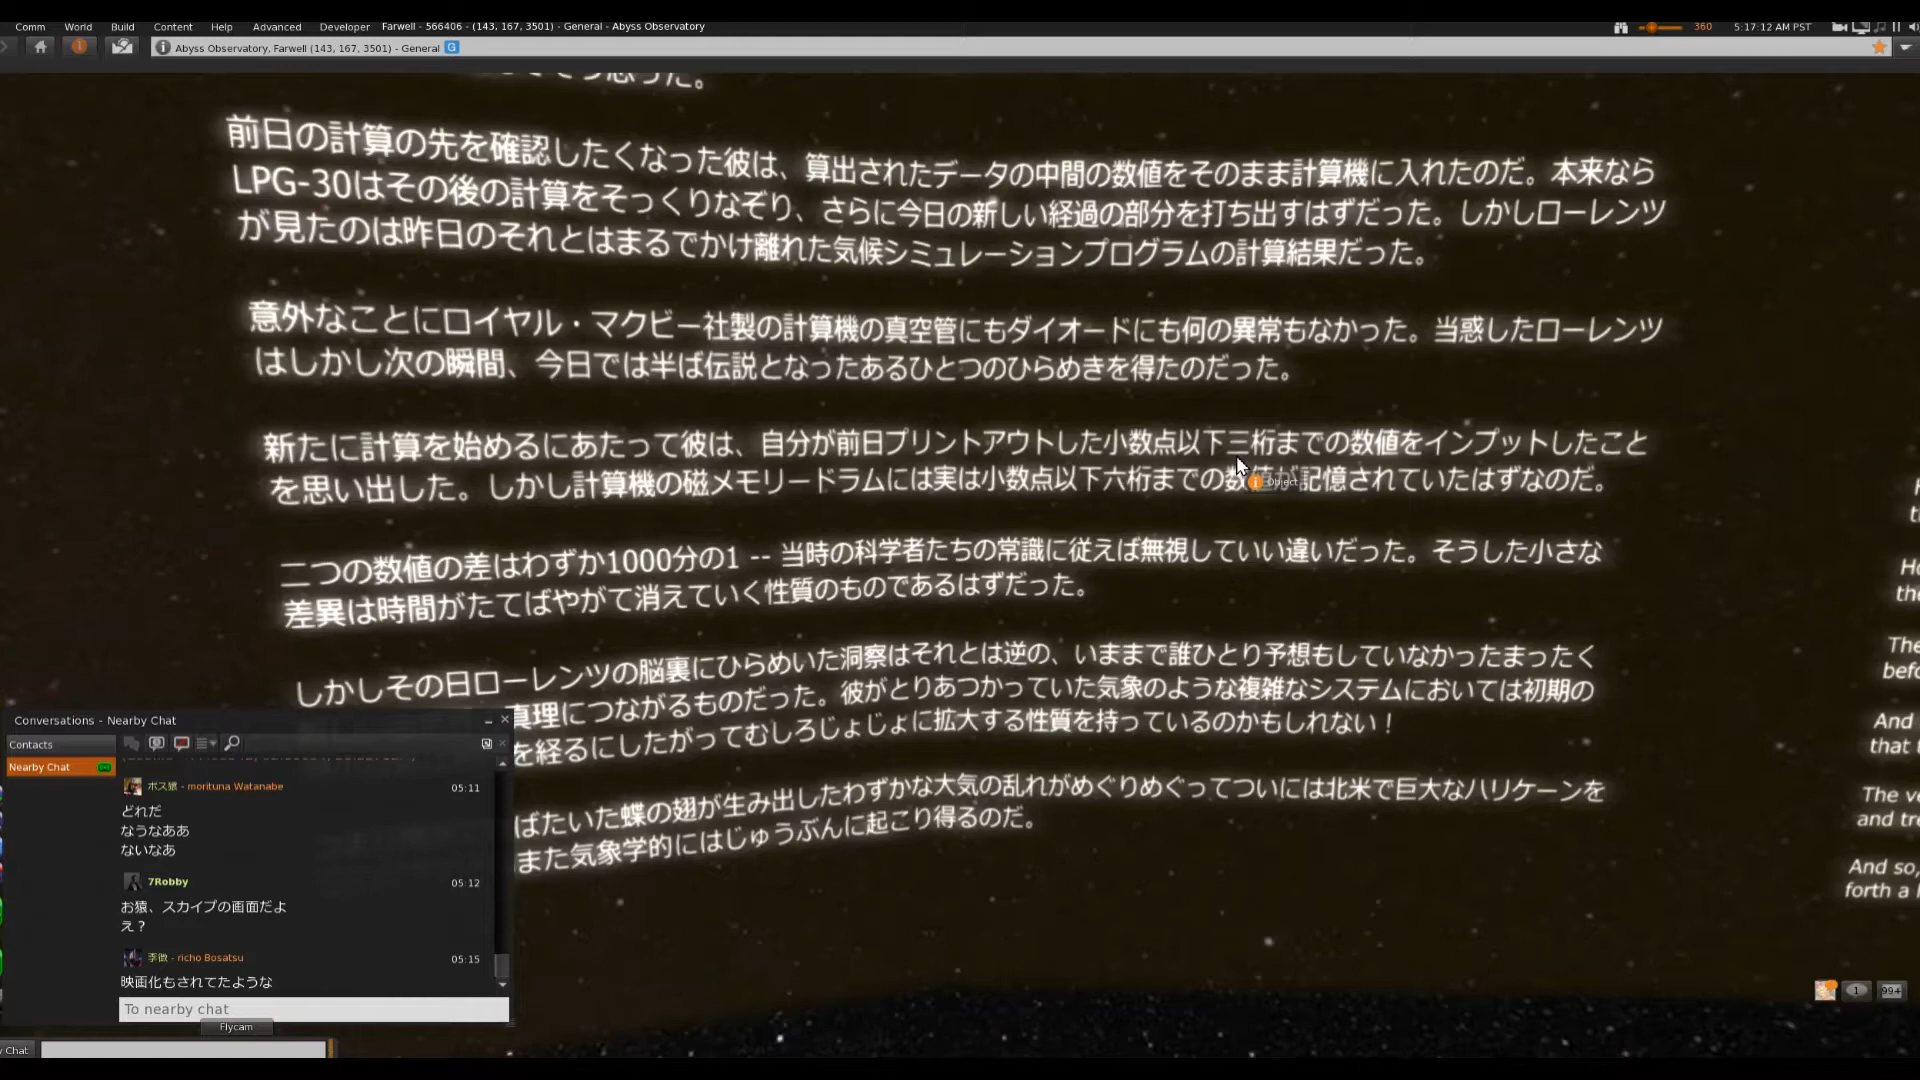 Comm World Build Content Help Advanced Developer Farwell - 566406 - (143, 167, 3501) - General - Abyss Observatory 360 5:17:12 AM PST
Abyss Observatory, Farwell (143, 167, 3501) - General G
前日の計算の先を確認したくなった彼は、算出されたデータの中間の数値をそのまま計算機に入れたのだ。本来なら
LPG-30はその後の計算をそっくりなぞり、さらに今日の新しい経過の部分を打ち出すはずだった。しかしローレンツ
が見たのは昨日のそれとはまるでかけ離れた気候シミュレーションプログラムの計算結果だった。
意外なことにロイヤル・マクビー社製の計算機の真空管にもダイオードにも何の異常もなかった。当惑したローレンツ
はしかし次の瞬間、今日では半ば伝説となったあるひとつのひらめきを得たのだった。
新たに計算を始めるにあたって彼は、自分が前日プリントアウトした小数点以下三桁までの数値をインプットしたこと
を思い出した。しかし計算機の磁メモリードラムには実は小数点以下六桁までの数値が記憶されていたはずなのだ。
Object
二つの数値の差はわずか1000分の1 -- 当時の科学者たちの常識に従えば無視していい違いだった。そうした小さな
差異は時間がたてばやがて消えていく性質のものであるはずだった。
しかしその日ローレンツの脳裏にひらめいた洞察はそれとは逆の、いままで誰ひとり予想もしていなかったまったく
真理につながるものだった。彼がとりあつかっていた気象のような複雑なシステムにおいては初期の
を経るにしたがってむしろじょじょに拡大する性質を持っているのかもしれない！
ばたいた蝶の翅が生み出したわずかな大気の乱れがめぐりめぐってついには北米で巨大なハリケーンを
また気象学的にはじゅうぶんに起こり得るのだ。
The
And
that
The ve
and tre
And so,
forth a
Conversations - Nearby Chat
Contacts
Nearby Chat
ボス猿 - morituna Watanabe 05:11
どれだ
なうなああ
ないなあ
7Robby 05:12
お猿、スカイプの画面だよ
え？
李徴 - richo Bosatsu 05:15
映画化もされてたような
To nearby chat
Flycam
y Chat
1 99+